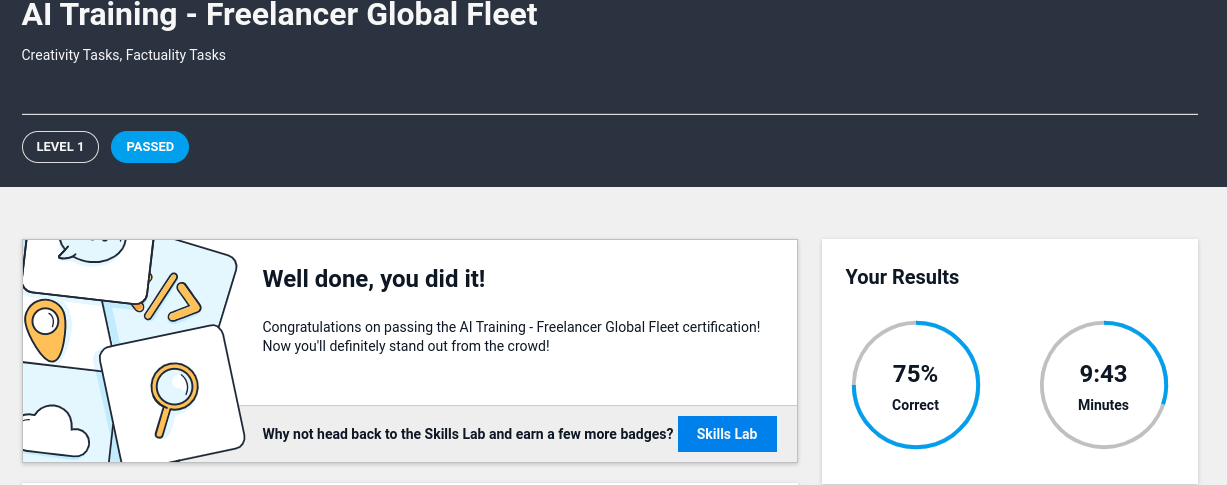 AI Training - Freelancer Global Fleet
Creativity Tasks, Factuality Tasks
LEVEL 1
PASSED
Well done, you did it!
Congratulations on passing the AI Training - Freelancer Global Fleet certification!
Now you'll definitely stand out from the crowd!
Why not head back to the Skills Lab and earn a few more badges?
Skills Lab
Your Results
75%
Correct
9:43
Minutes